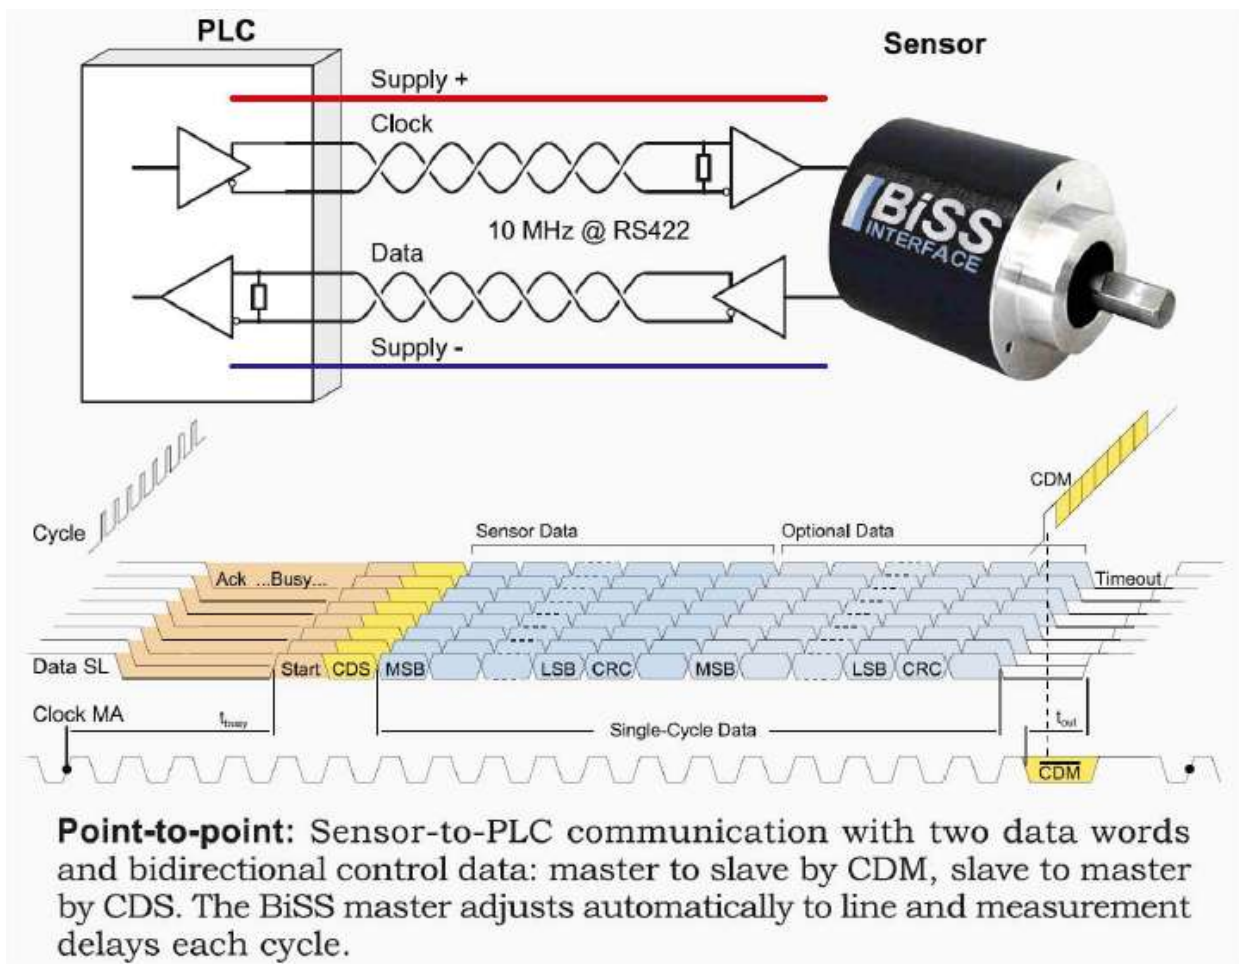 PLC
Sensor
Supply +
Clock
BiSS
INTERFACE
10 MHz @ RS422
Data
Supply -
CDM
Cycle
Sensor Data
Optional Data
Ack ...Busy...
Timeout
Data SL
Start CDS MSB LSB CRC MSB LSB CRC
Clock MA
tbusy
Single-Cycle Data
tout
CDM
Point-to-point: Sensor-to-PLC communication with two data words
and bidirectional control data: master to slave by CDM, slave to master
by CDS. The BiSS master adjusts automatically to line and measurement
delays each cycle.